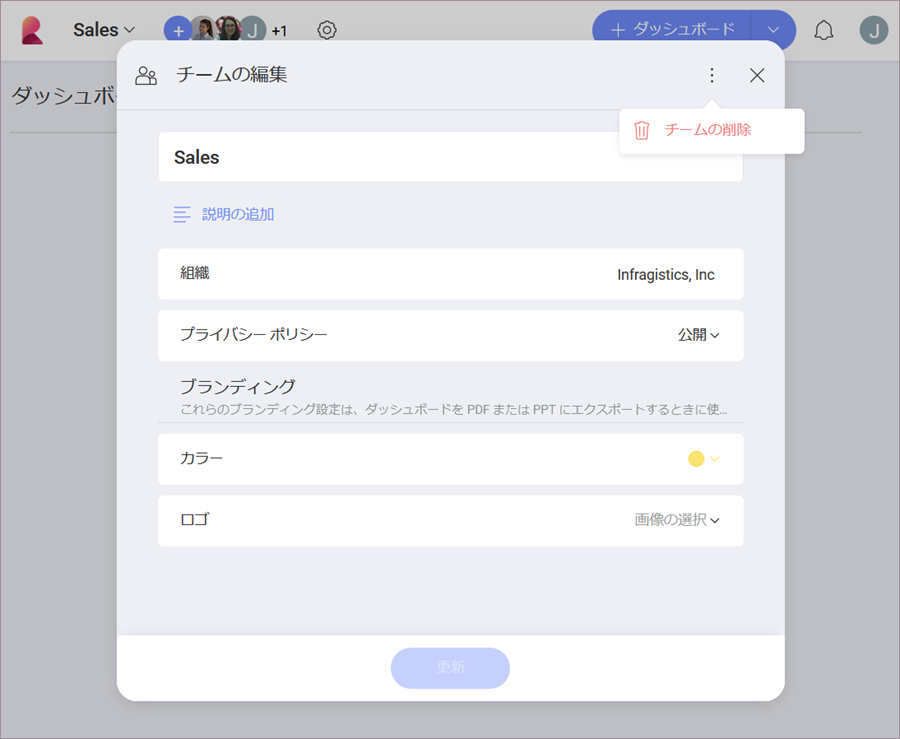 Sales
+
J
+1
+ ダッシュボード
J
ダッシュボ
チームの編集
チームの削除
Sales
説明の追加
組織
Infragistics, Inc
プライバシー ポリシー
公開
ブランディング
これらのブランディング設定は、ダッシュボードを PDF または PPT にエクスポートするときに使...
カラー
ロゴ
画像の選択
更新